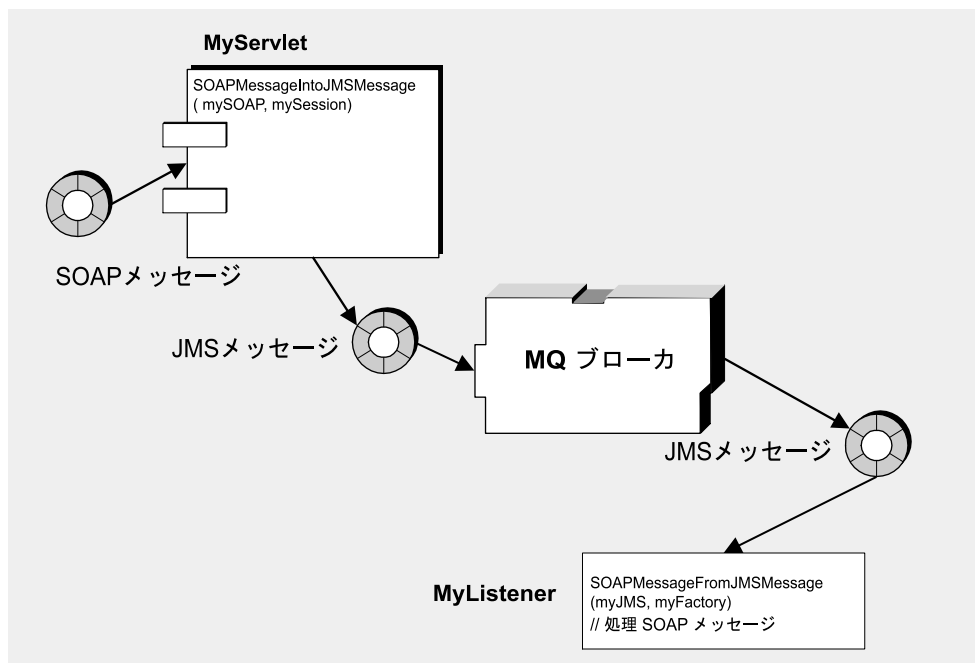 MyServlet
SOAPMessageIntoJMSMessage
( mySOAP, mySession)
SOAPメッセージ
JMSメッセージ
MQ ブローカ
JMSメッセージ
MyListener
SOAPMessageFromJMSMessage
(myJMS, myFactory)
// 処理 SOAP メッセージ